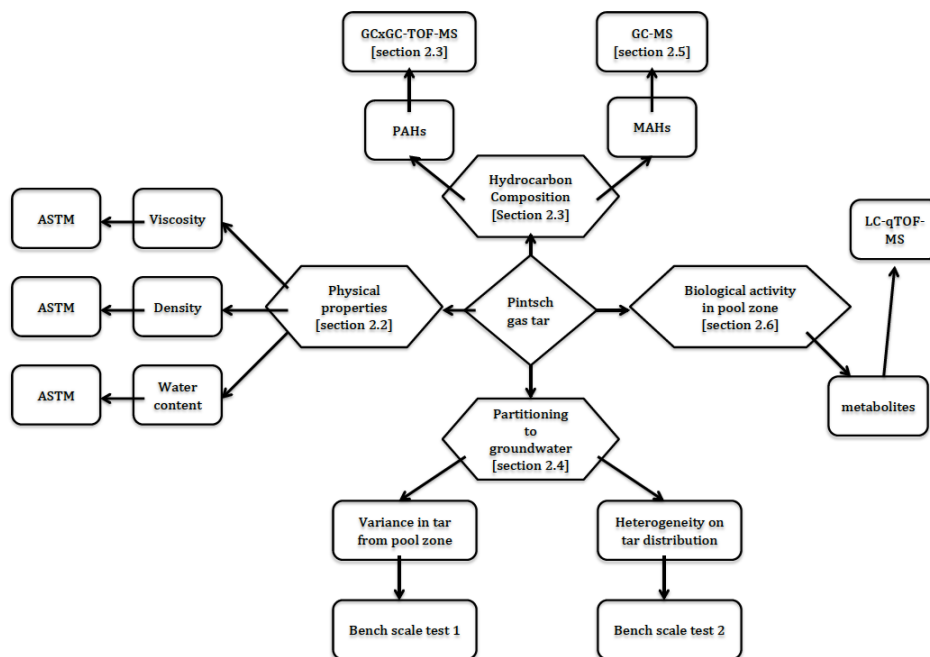 GCxGC-TOF-MS
[section 2.3]
GC-MS
[section 2.5]
PAHs
MAHs
Hydrocarbon
Composition
[Section 2.3]
ASTM
Viscosity
LC-qTOF-
MS
ASTM
Density
Physical
properties
[section 2.2]
Pintsch
gas tar
Biological activity
in pool zone
[section 2.6]
ASTM
Water
content
metabolites
Partitioning
to
groundwater
[section 2.4]
Variance in tar
from pool zone
Heterogeneity on
tar distribution
Bench scale test 1
Bench scale test 2